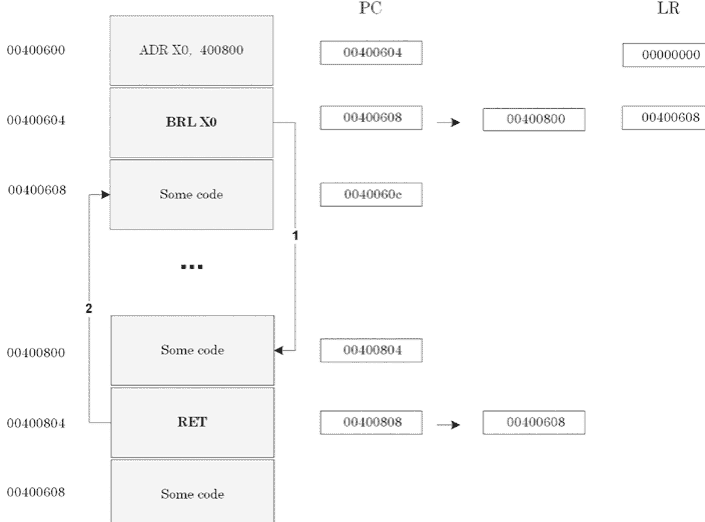 PC LR
00400600 ADR X0, 400800 00400604 00000000
00400604 BRL X0 00400608 00400800 00400608
00400608 Some code 0040060c
1
...
2
00400800 Some code 00400804
00400804 RET 00400808 00400608
00400608 Some code